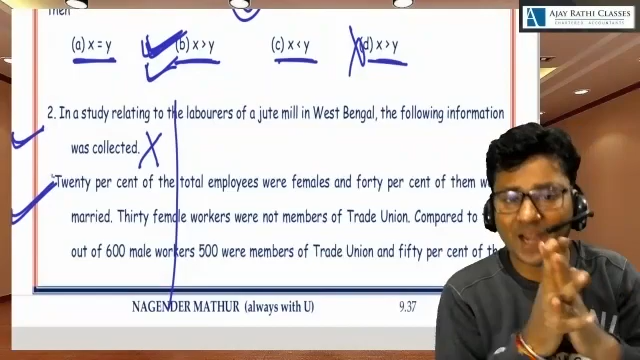 AJAY RATHI CLASSES
CHARTERED ACCOUNTANTS
Then
(a) x = y (b) x > y (c) x < y (d) x > y
2. In a study relating to the labourers of a jute mill in West Bengal, the following information
was collected.
'Twenty per cent of the total employees were females and forty per cent of them
married. Thirty female workers were not members of Trade Union. Compared to
out of 600 male workers 500 were members of Trade Union and fifty per cent of
NAGENDER MATHUR (always with U) 9.37